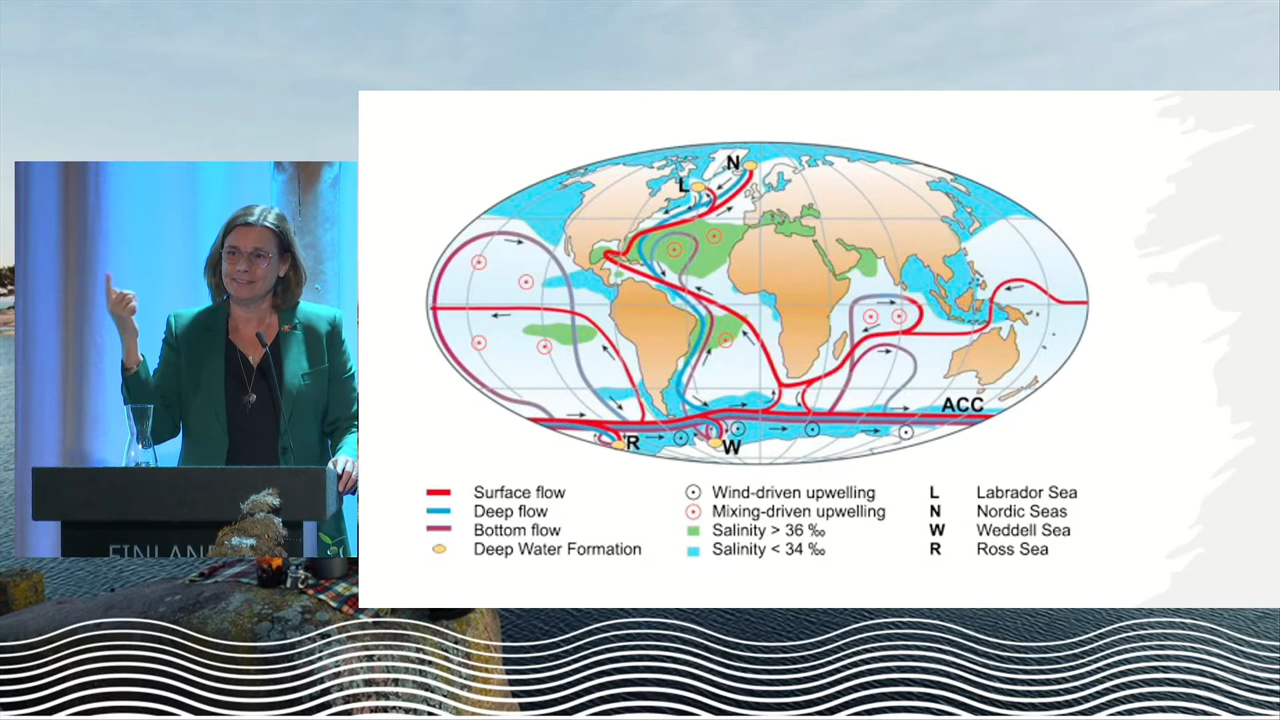 N
L
ACC
R
W
Surface flow
Deep flow
Bottom flow
Deep Water Formation
Wind-driven upwelling
Mixing-driven upwelling
Salinity > 36 ‰
Salinity < 34 ‰
L Labrador Sea
N Nordic Seas
W Weddell Sea
R Ross Sea